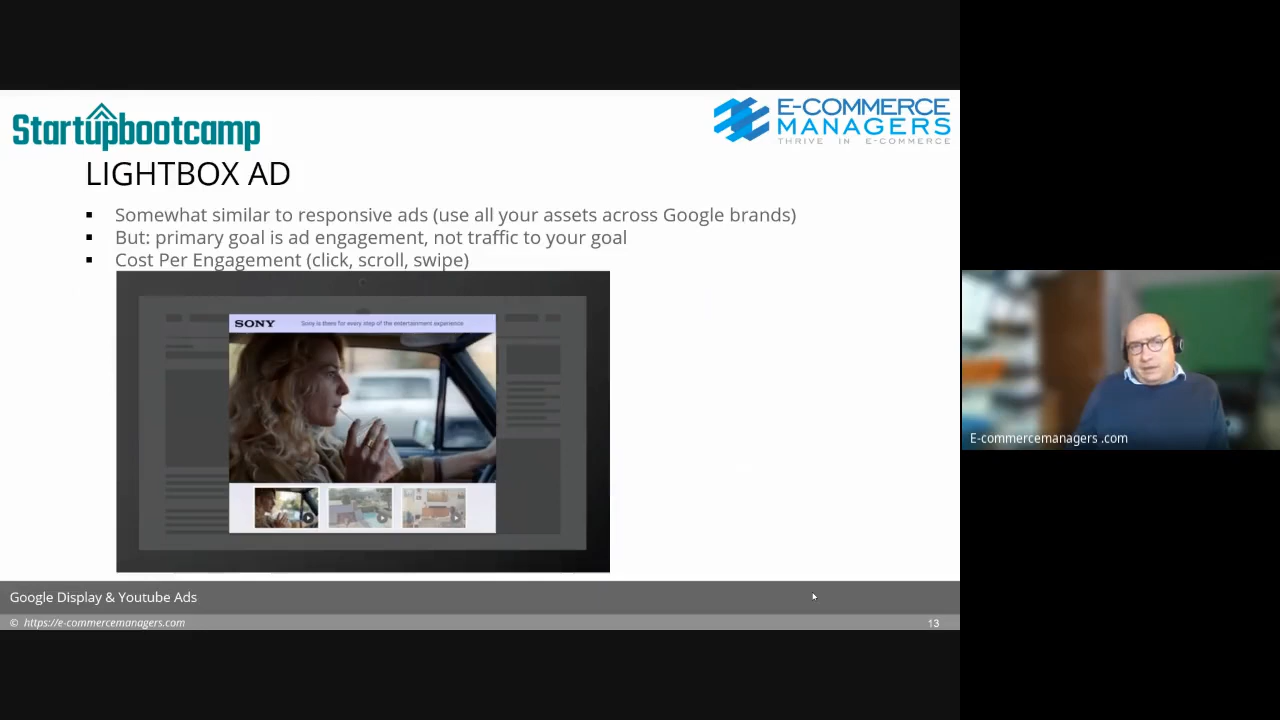 Startupbootcamp
E-COMMERCE
MANAGERS
THRIVE IN E-COMMERCE
LIGHTBOX AD
▪ Somewhat similar to responsive ads (use all your assets across Google brands)
▪ But: primary goal is ad engagement, not traffic to your goal
▪ Cost Per Engagement (click, scroll, swipe)
SONY Sony is there for every step of the entertainment experience.
E-commercemanagers .com
Google Display & Youtube Ads
© https://e-commercemanagers.com 13